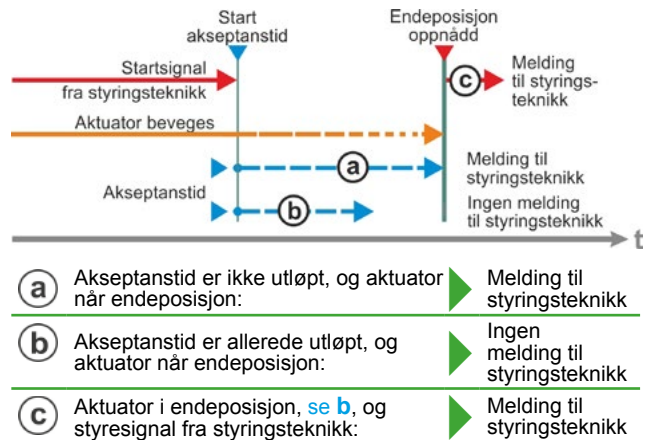 Start
akseptanstid
Endeposisjon
oppnådd
Startsignal
fra styringsteknikk
c
Melding
til styrings-
teknikk
Aktuator beveges
a
Melding til
styringsteknikk
Akseptanstid
b
Ingen melding
til styringsteknikk
t
a Akseptanstid er ikke utløpt, og aktuator
når endeposisjon:
Melding til
styringsteknikk
b Akseptanstid er allerede utløpt, og
aktuator når endeposisjon:
Ingen
melding til
styringsteknikk
c Aktuator i endeposisjon, se b, og
styresignal fra styringsteknikk:
Melding til
styringsteknikk